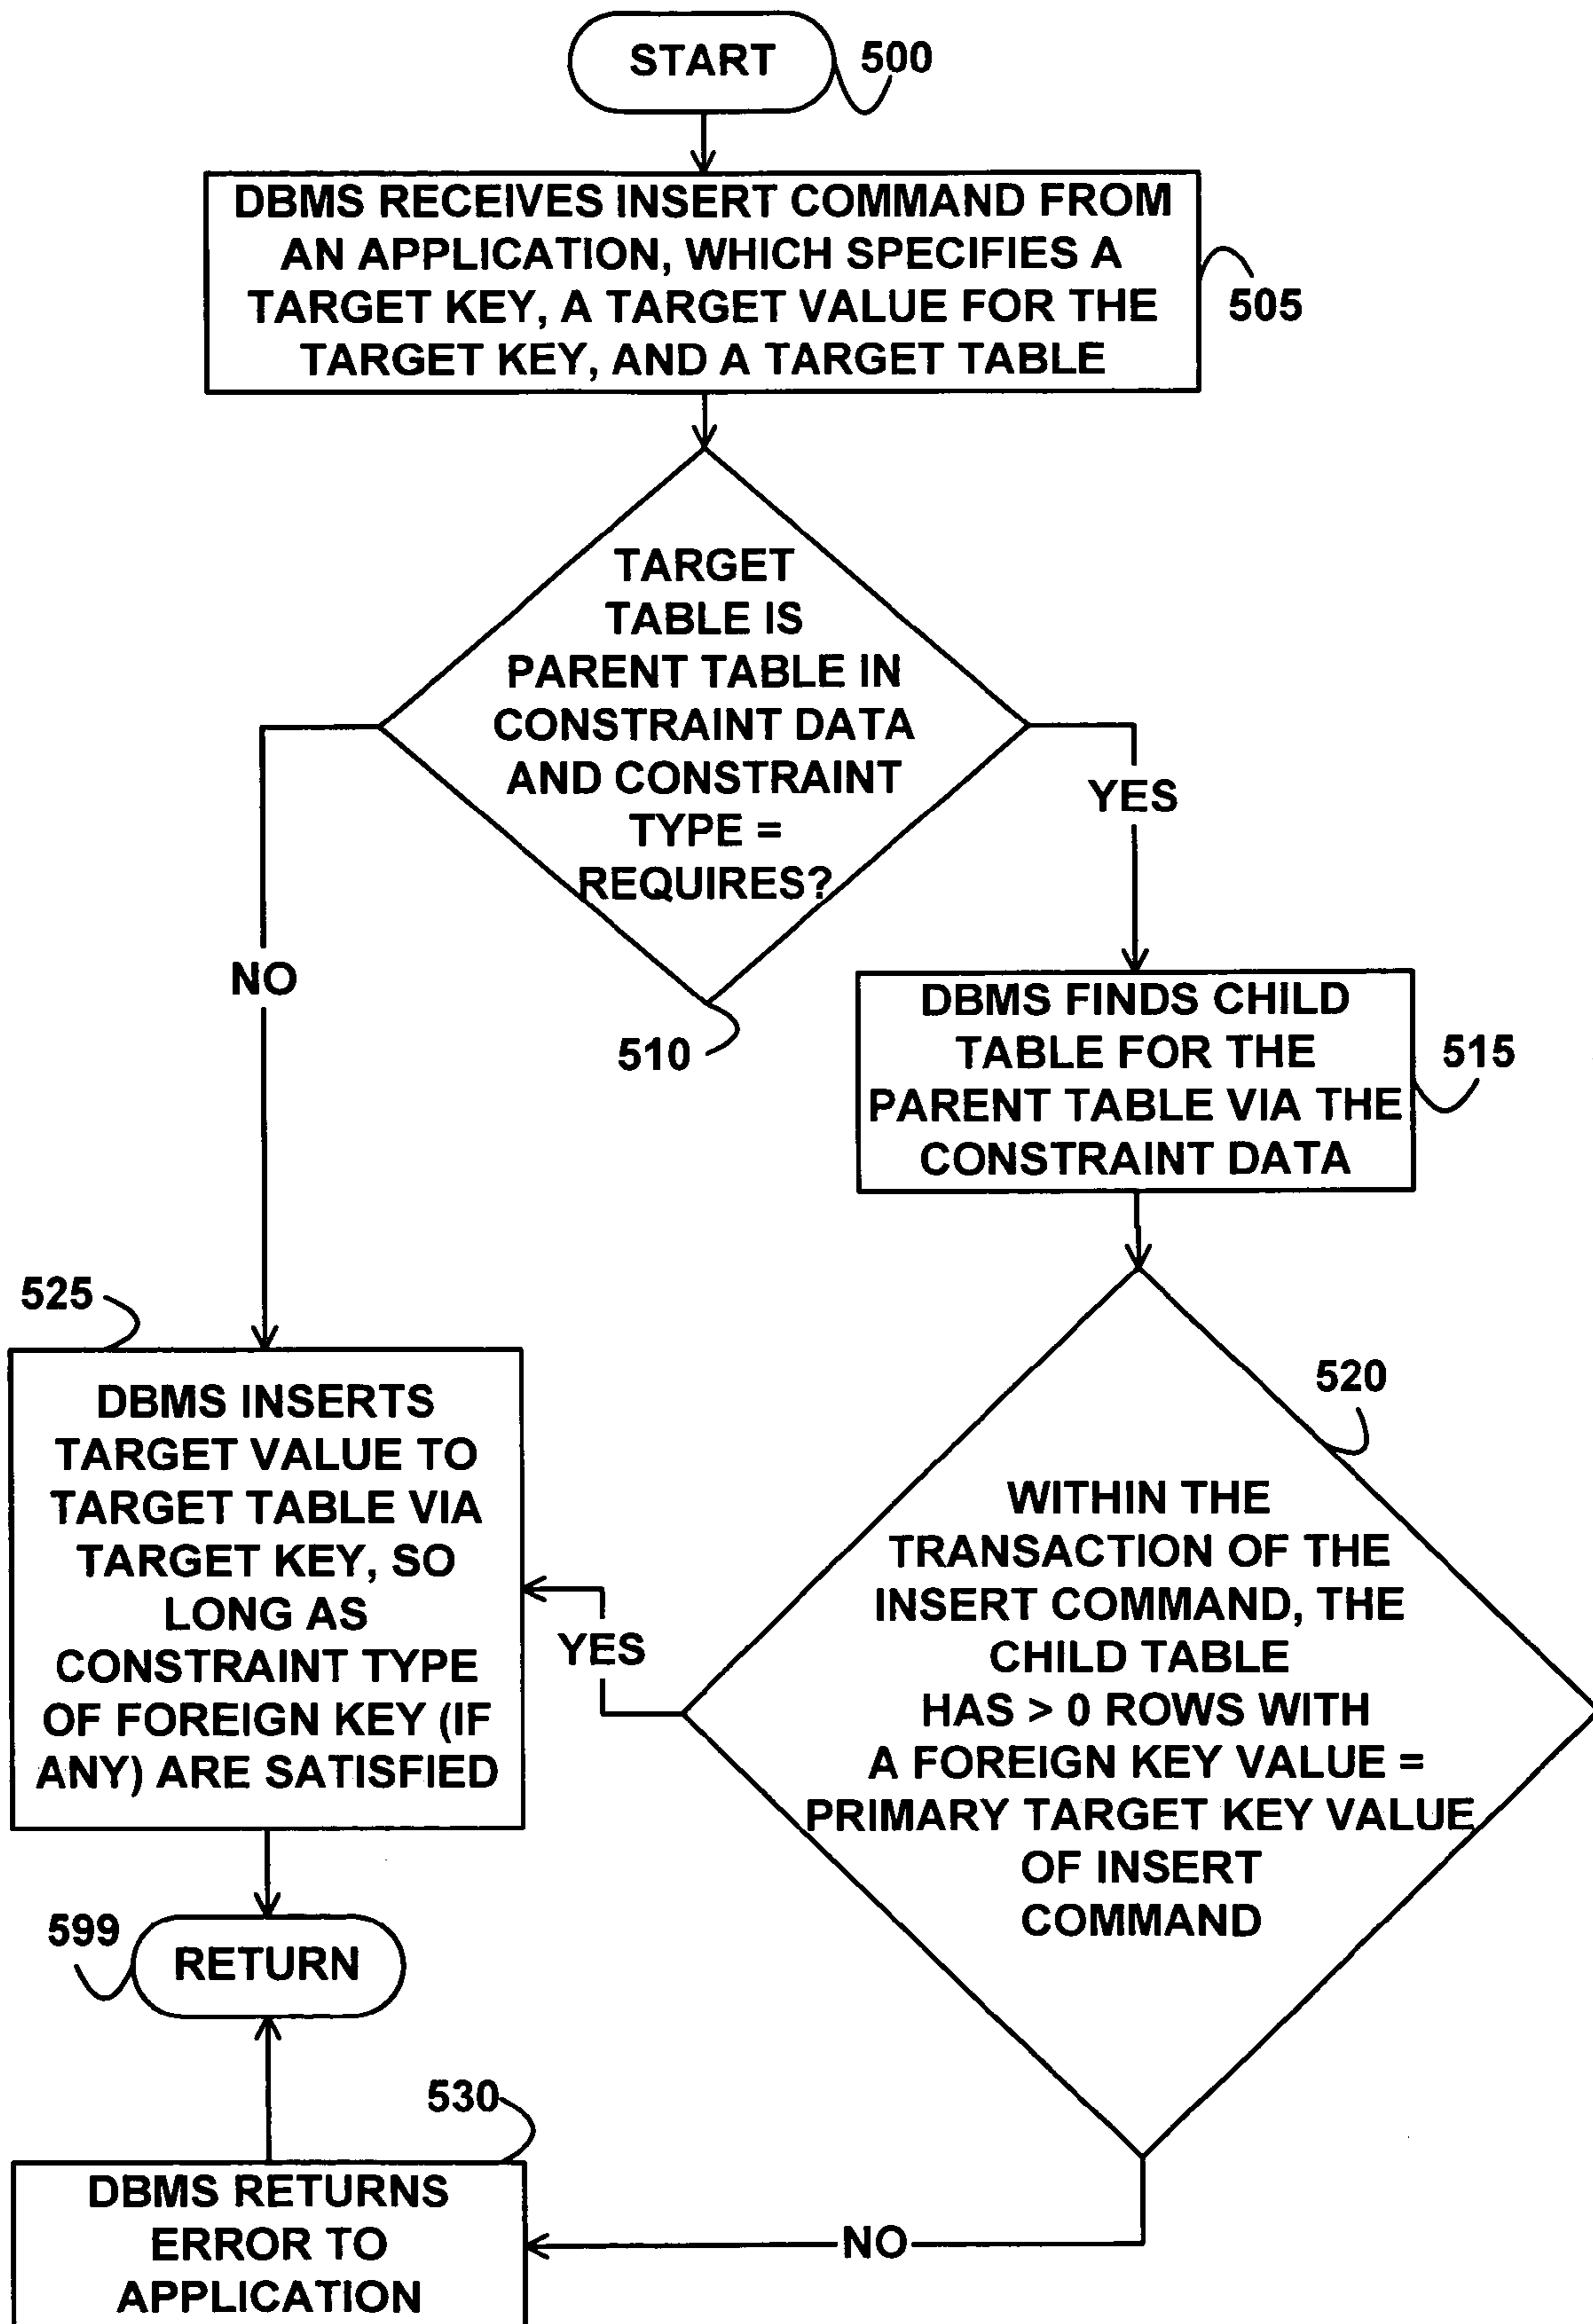 START
500
DBMS RECEIVES INSERT COMMAND FROM
AN APPLICATION, WHICH SPECIFIES A
TARGET KEY, A TARGET VALUE FOR THE
TARGET KEY, AND A TARGET TABLE
505
TARGET
TABLE IS
PARENT TABLE IN
CONSTRAINT DATA
AND CONSTRAINT
TYPE =
REQUIRES?
510
YES
NO
DBMS FINDS CHILD
TABLE FOR THE
PARENT TABLE VIA THE
CONSTRAINT DATA
515
520
WITHIN THE
TRANSACTION OF THE
INSERT COMMAND, THE
CHILD TABLE
HAS > 0 ROWS WITH
A FOREIGN KEY VALUE =
PRIMARY TARGET KEY VALUE
OF INSERT
COMMAND
YES
525
DBMS INSERTS
TARGET VALUE TO
TARGET TABLE VIA
TARGET KEY, SO
LONG AS
CONSTRAINT TYPE
OF FOREIGN KEY (IF
ANY) ARE SATISFIED
599
RETURN
530
DBMS RETURNS
ERROR TO
APPLICATION
NO